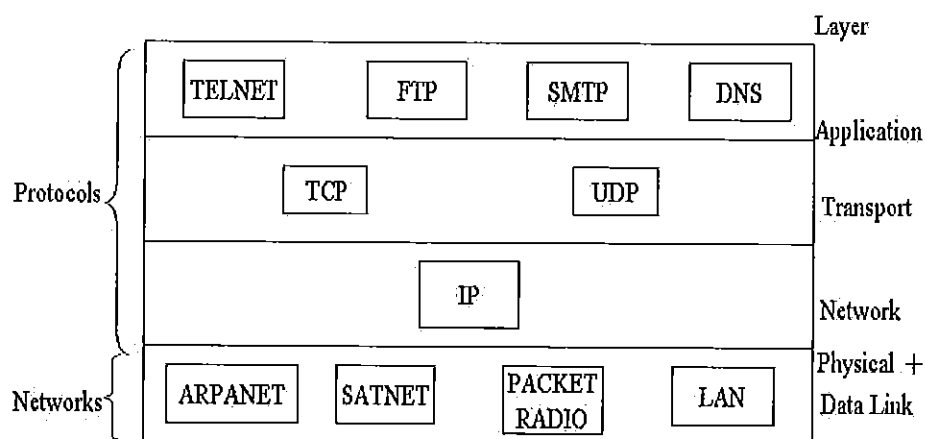 Layer
TELNET FTP SMTP DNS
Application
Protocols
TCP UDP
Transport
IP
Network
Physical +
Data Link
Networks
ARPANET SATNET PACKET RADIO LAN